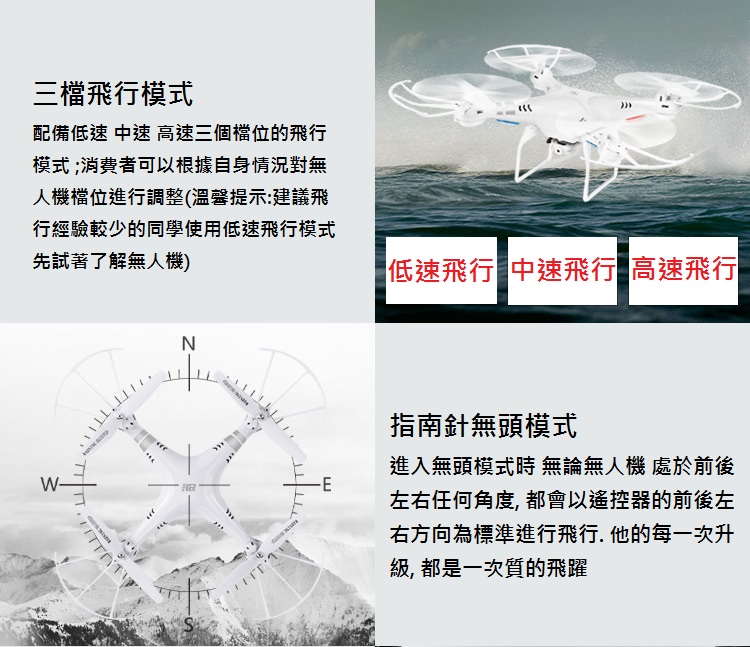 三檔飛行模式
配備低速 中速 高速三個檔位的飛行
模式 ;消費者可以根據自身情況對無
人機檔位進行調整(溫馨提示:建議飛
行經驗較少的同學使用低速飛行模式
先試著了解無人機)
低速飛行 中速飛行 高速飛行
N
W
E
S
指南針無頭模式
進入無頭模式時 無論無人機 處於前後
左右任何角度, 都會以遙控器的前後左
右方向為標準進行飛行. 他的每一次升
級, 都是一次質的飛躍